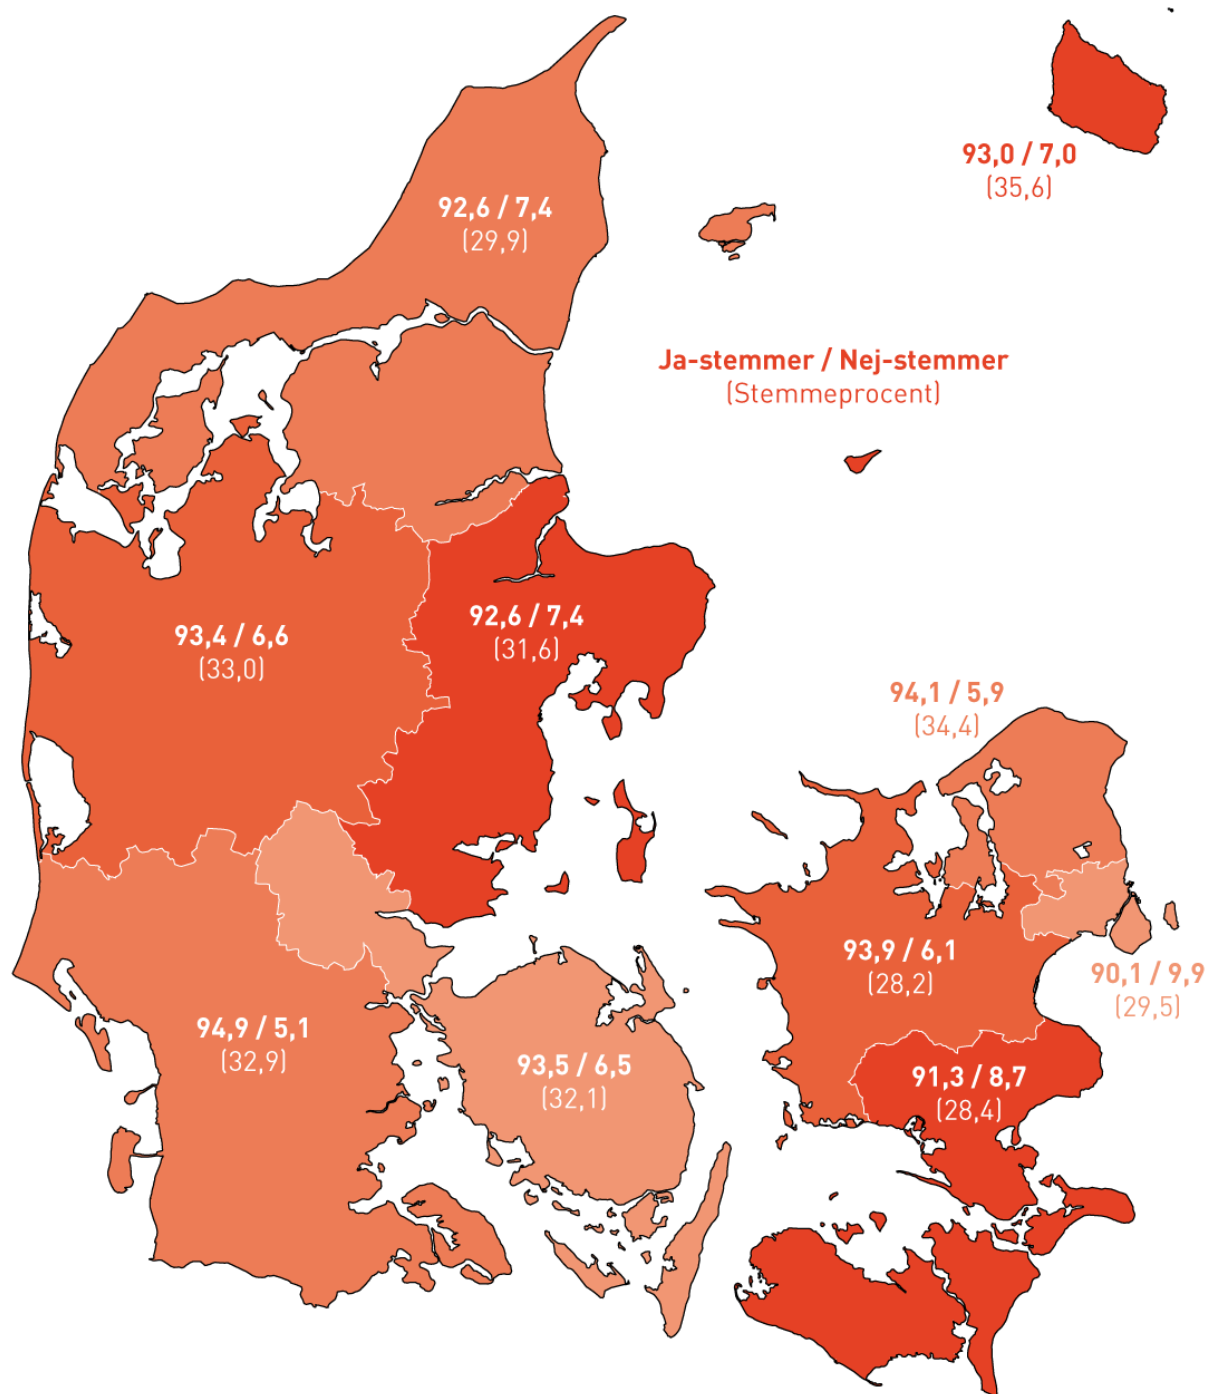 93,0 / 7,0
(35,6)
92,6 / 7,4
(29,9)
Ja-stemmer / Nej-stemmer
(Stemmeprocent)
92,6 / 7,4
(31,6)
93,4 / 6,6
(33,0)
94,1 / 5,9
(34,4)
93,9 / 6,1
(28,2)
90,1 / 9,9
(29,5)
94,9 / 5,1
(32,9)
93,5 / 6,5
(32,1)
91,3 / 8,7
(28,4)